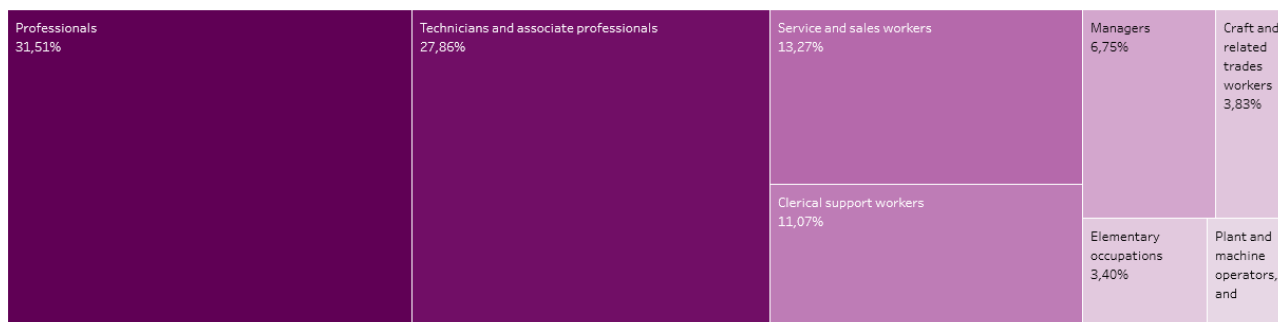 Professionals
31,51%
Technicians and associate professionals
27,86%
Service and sales workers
13,27%
Clerical support workers
11,07%
Managers
6,75%
Craft and
related
trades
workers
3,83%
Elementary
occupations
3,40%
Plant and
machine
operators,
and